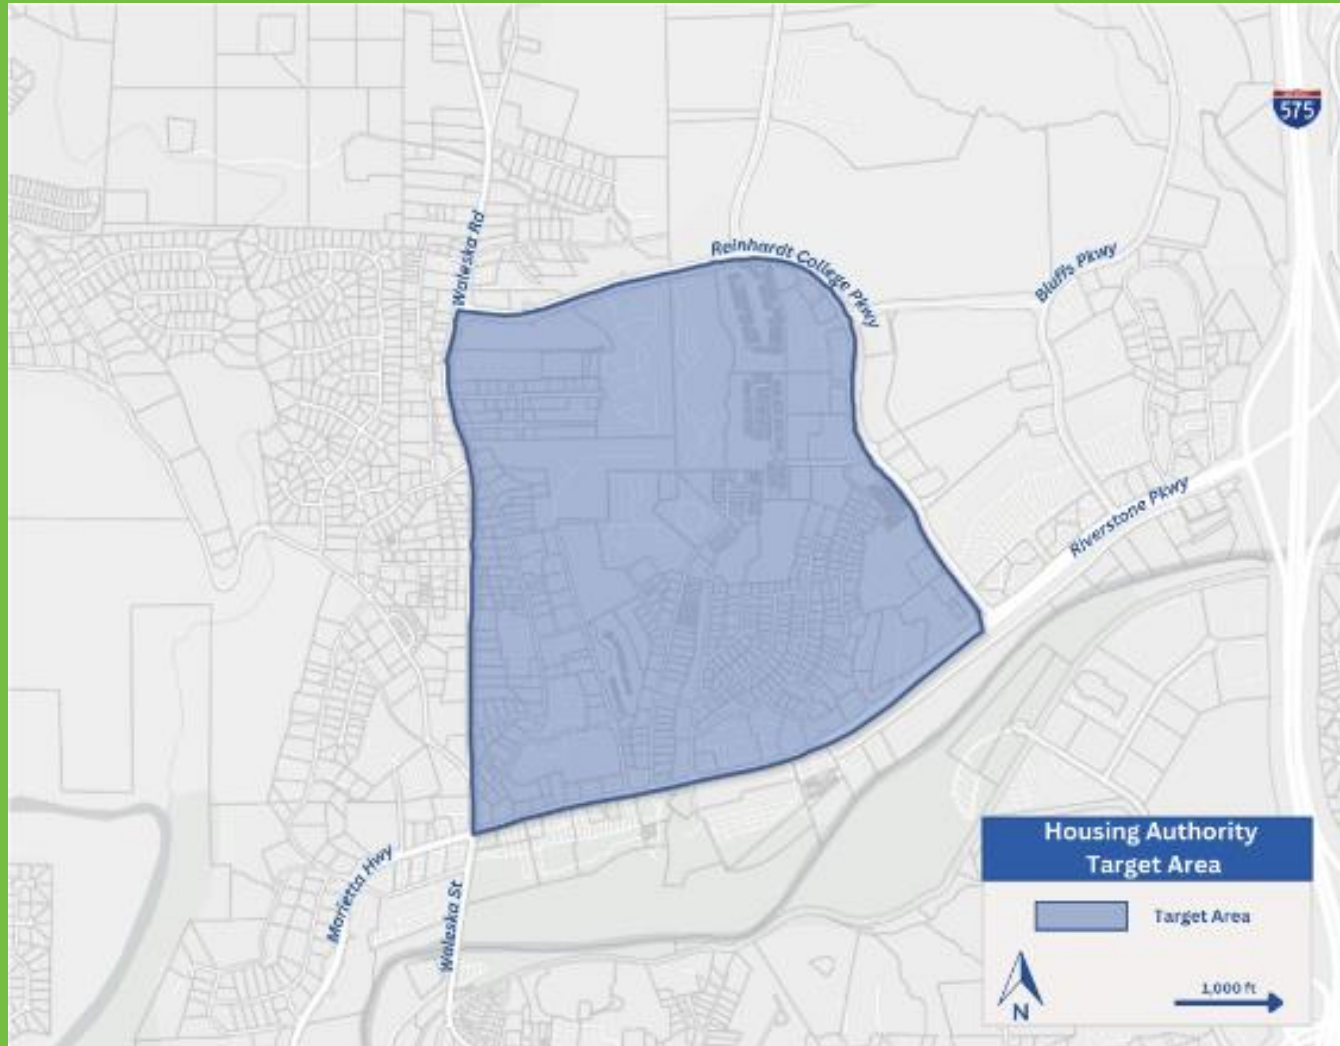 575
Waleska Rd
Reinhardt College Pkwy
Bluffs Pkwy
Riverstone Pkwy
Marietta Hwy
Waleska St
Housing Authority
Target Area
Target Area
1,000 ft
N